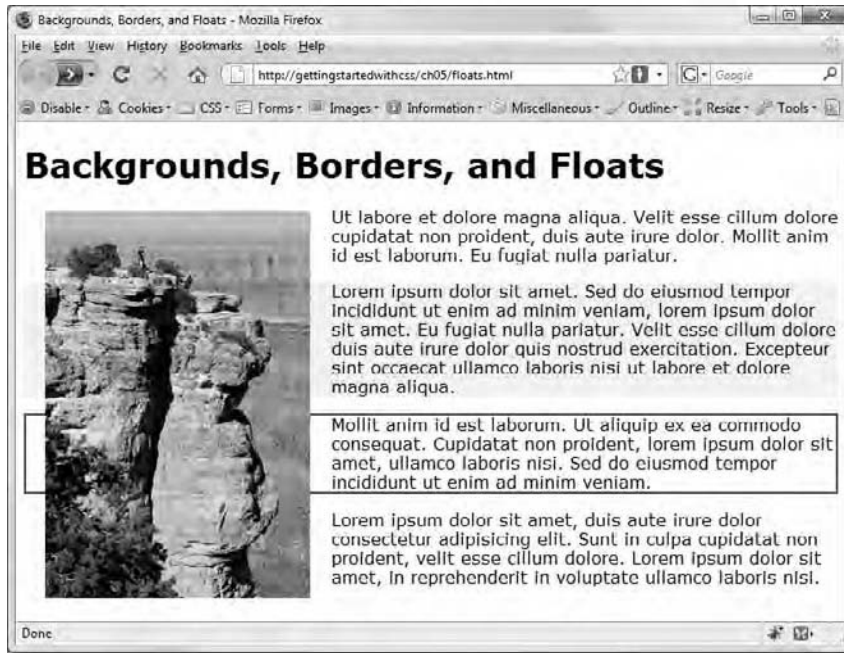 Backgrounds, Borders, and Floats - Mozilla Firefox
File Edit View History Bookmarks Tools Help
http://gettingstartedwithcss/ch05/floats.html
G Google
Disable Cookies CSS Forms Images Information Miscellaneous Outline Resize Tools
Backgrounds, Borders, and Floats
Ut labore et dolore magna aliqua. Velit esse cillum dolore
cupidatat non proident, duis aute irure dolor. Mollit anim
id est laborum. Eu fugiat nulla pariatur.
Lorem ipsum dolor sit amet. Sed do eiusmod tempor
incididunt ut enim ad minim veniam, lorem ipsum dolor
sit amet. Eu fugiat nulla pariatur. Velit esse cillum dolore
duis aute irure dolor quis nostrud exercitation. Excepteur
sint occaecat ullamco laboris nisi ut labore et dolore
magna aliqua.
Mollit anim id est laborum. Ut aliquip ex ea commodo
consequat. Cupidatat non proident, lorem ipsum dolor sit
amet, ullamco laboris nisi. Sed do eiusmod tempor
incididunt ut enim ad minim veniam.
Lorem ipsum dolor sit amet, duis aute irure dolor
consectetur adipisicing elit. Sunt in culpa cupidatat non
proident, velit esse cillum dolore. Lorem ipsum dolor sit
amet, in reprehenderit in voluptate ullamco laboris nisi.
Done